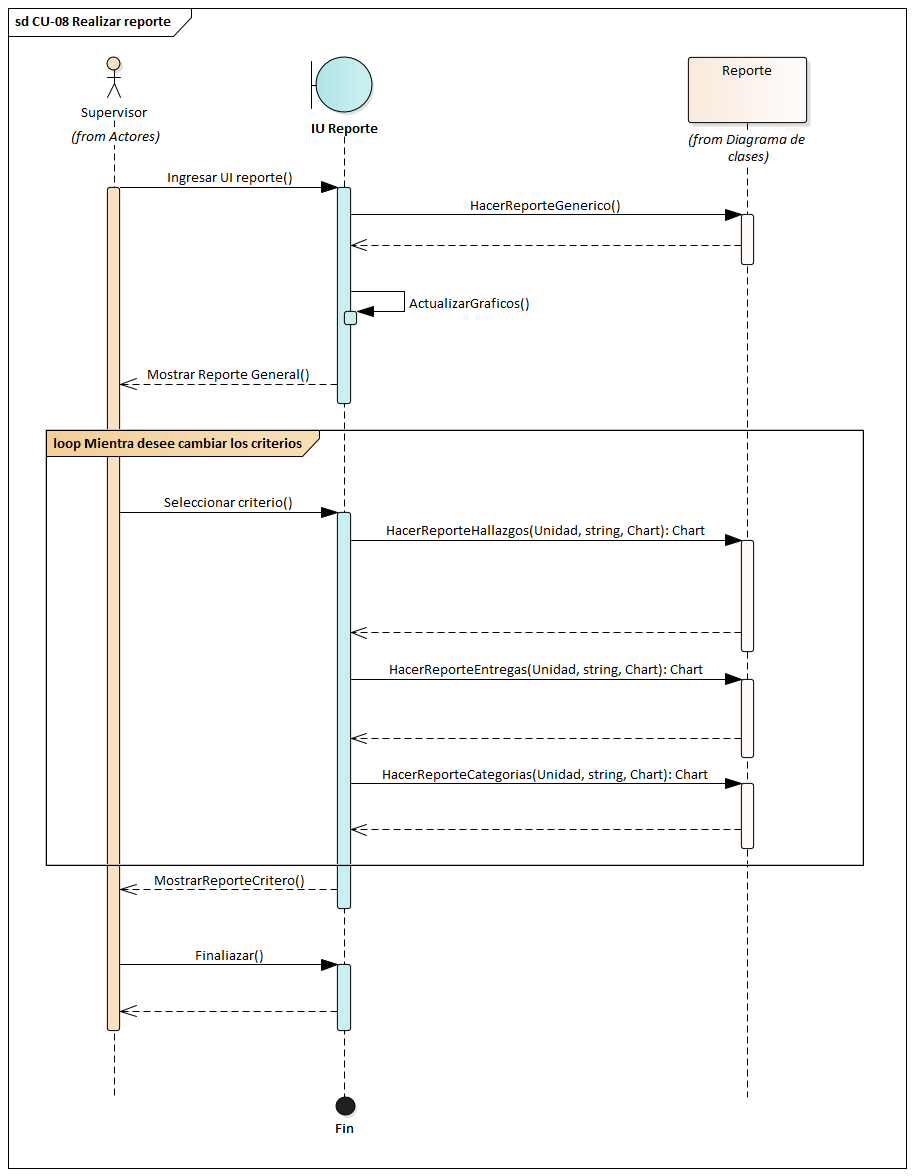 sd CU-08 Realizar reporte
Supervisor
(from Actores)
IU Reporte
Reporte
(from Diagrama de
clases)
Ingresar UI reporte()
HacerReporteGenerico()
ActualizarGraficos()
Mostrar Reporte General()
loop Mientra desee cambiar los criterios
Seleccionar criterio()
HacerReporteHallazgos(Unidad, string, Chart): Chart
HacerReporteEntregas(Unidad, string, Chart): Chart
HacerReporteCategorias(Unidad, string, Chart): Chart
MostrarReporteCritero()
Finaliazar()
Fin